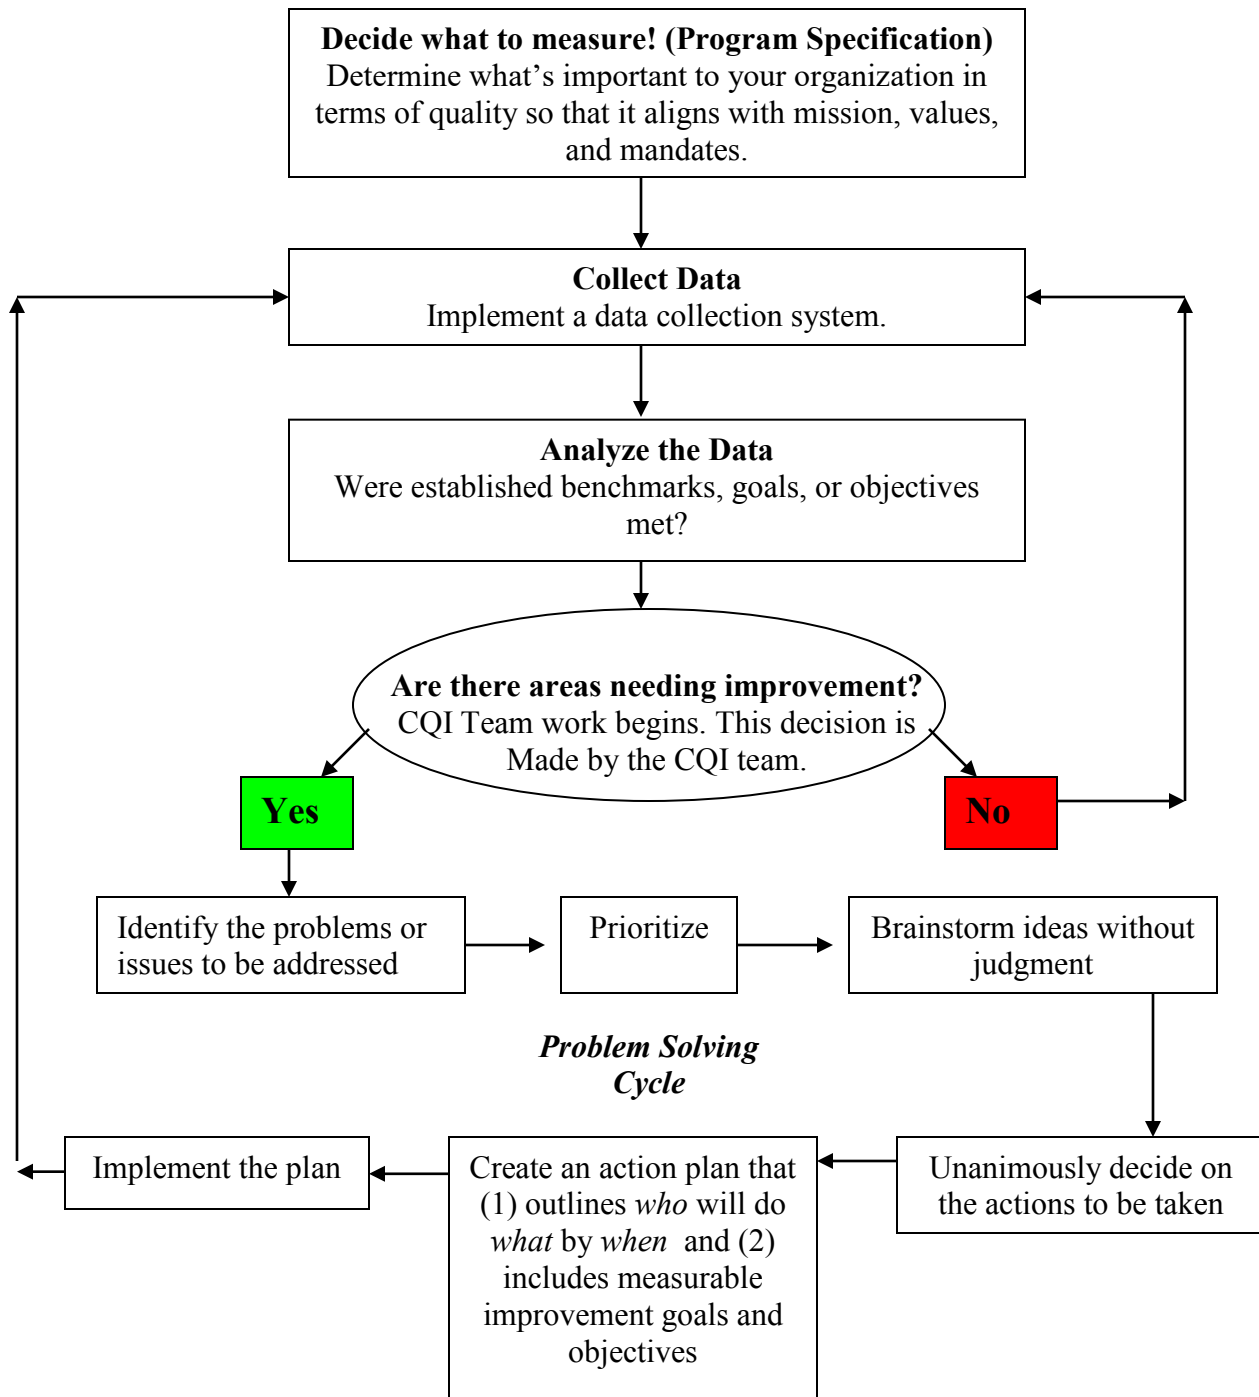 Decide what to measure! (Program Specification)
Determine what’s important to your organization in
terms of quality so that it aligns with mission, values,
and mandates.
Collect Data
Implement a data collection system.
Analyze the Data
Were established benchmarks, goals, or objectives
met?
Are there areas needing improvement?
CQI Team work begins. This decision is
Made by the CQI team.
Yes
No
Identify the problems or
issues to be addressed
Prioritize
Brainstorm ideas without
judgment
Problem Solving
Cycle
Implement the plan
Create an action plan that
(1) outlines who will do
what by when and (2)
includes measurable
improvement goals and
objectives
Unanimously decide on
the actions to be taken